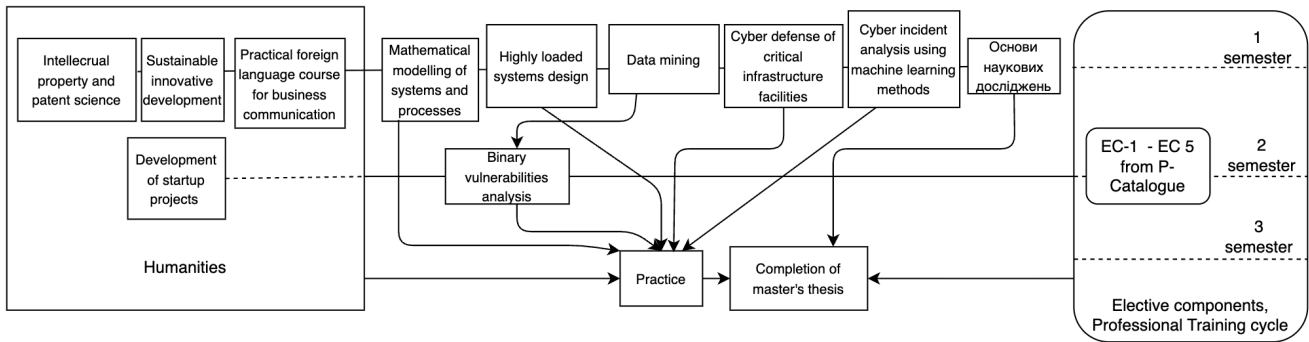 Intellecrual
property and
patent science
Sustainable
innovative
development
Practical foreign
language course
for business
communication
Mathematical
modelling of
systems and
processes
Highly loaded
systems design
Data mining
Cyber defense of
critical
infrastructure
facilities
Cyber incident
analysis using
machine learning
methods
Основи
наукових
досліджень
1
semester
Development
of startup
projects
Binary
vulnerabilities
analysis
EC-1 - EC 5
from P-
Catalogue
2
semester
3
semester
Humanities
Practice
Completion of
master's thesis
Elective components,
Professional Training cycle